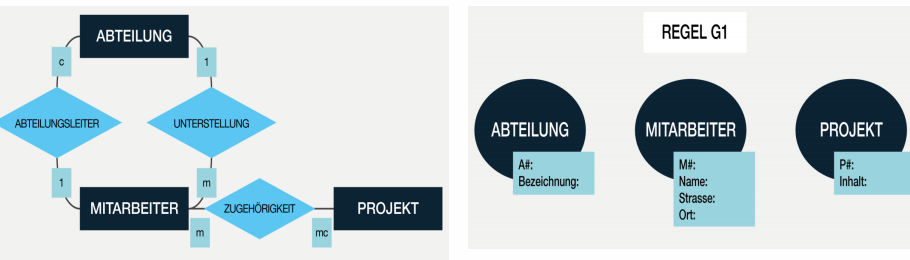 ABTEILUNG
c
1
ABTEILUNGSLEITER
UNTERSTELLUNG
1
m
MITARBEITER
ZUGEHÖRIGKEIT
PROJEKT
m
mc
REGEL G1
ABTEILUNG
A#:
Bezeichnung:
MITARBEITER
M#:
Name:
Strasse:
Ort:
PROJEKT
P#:
Inhalt: